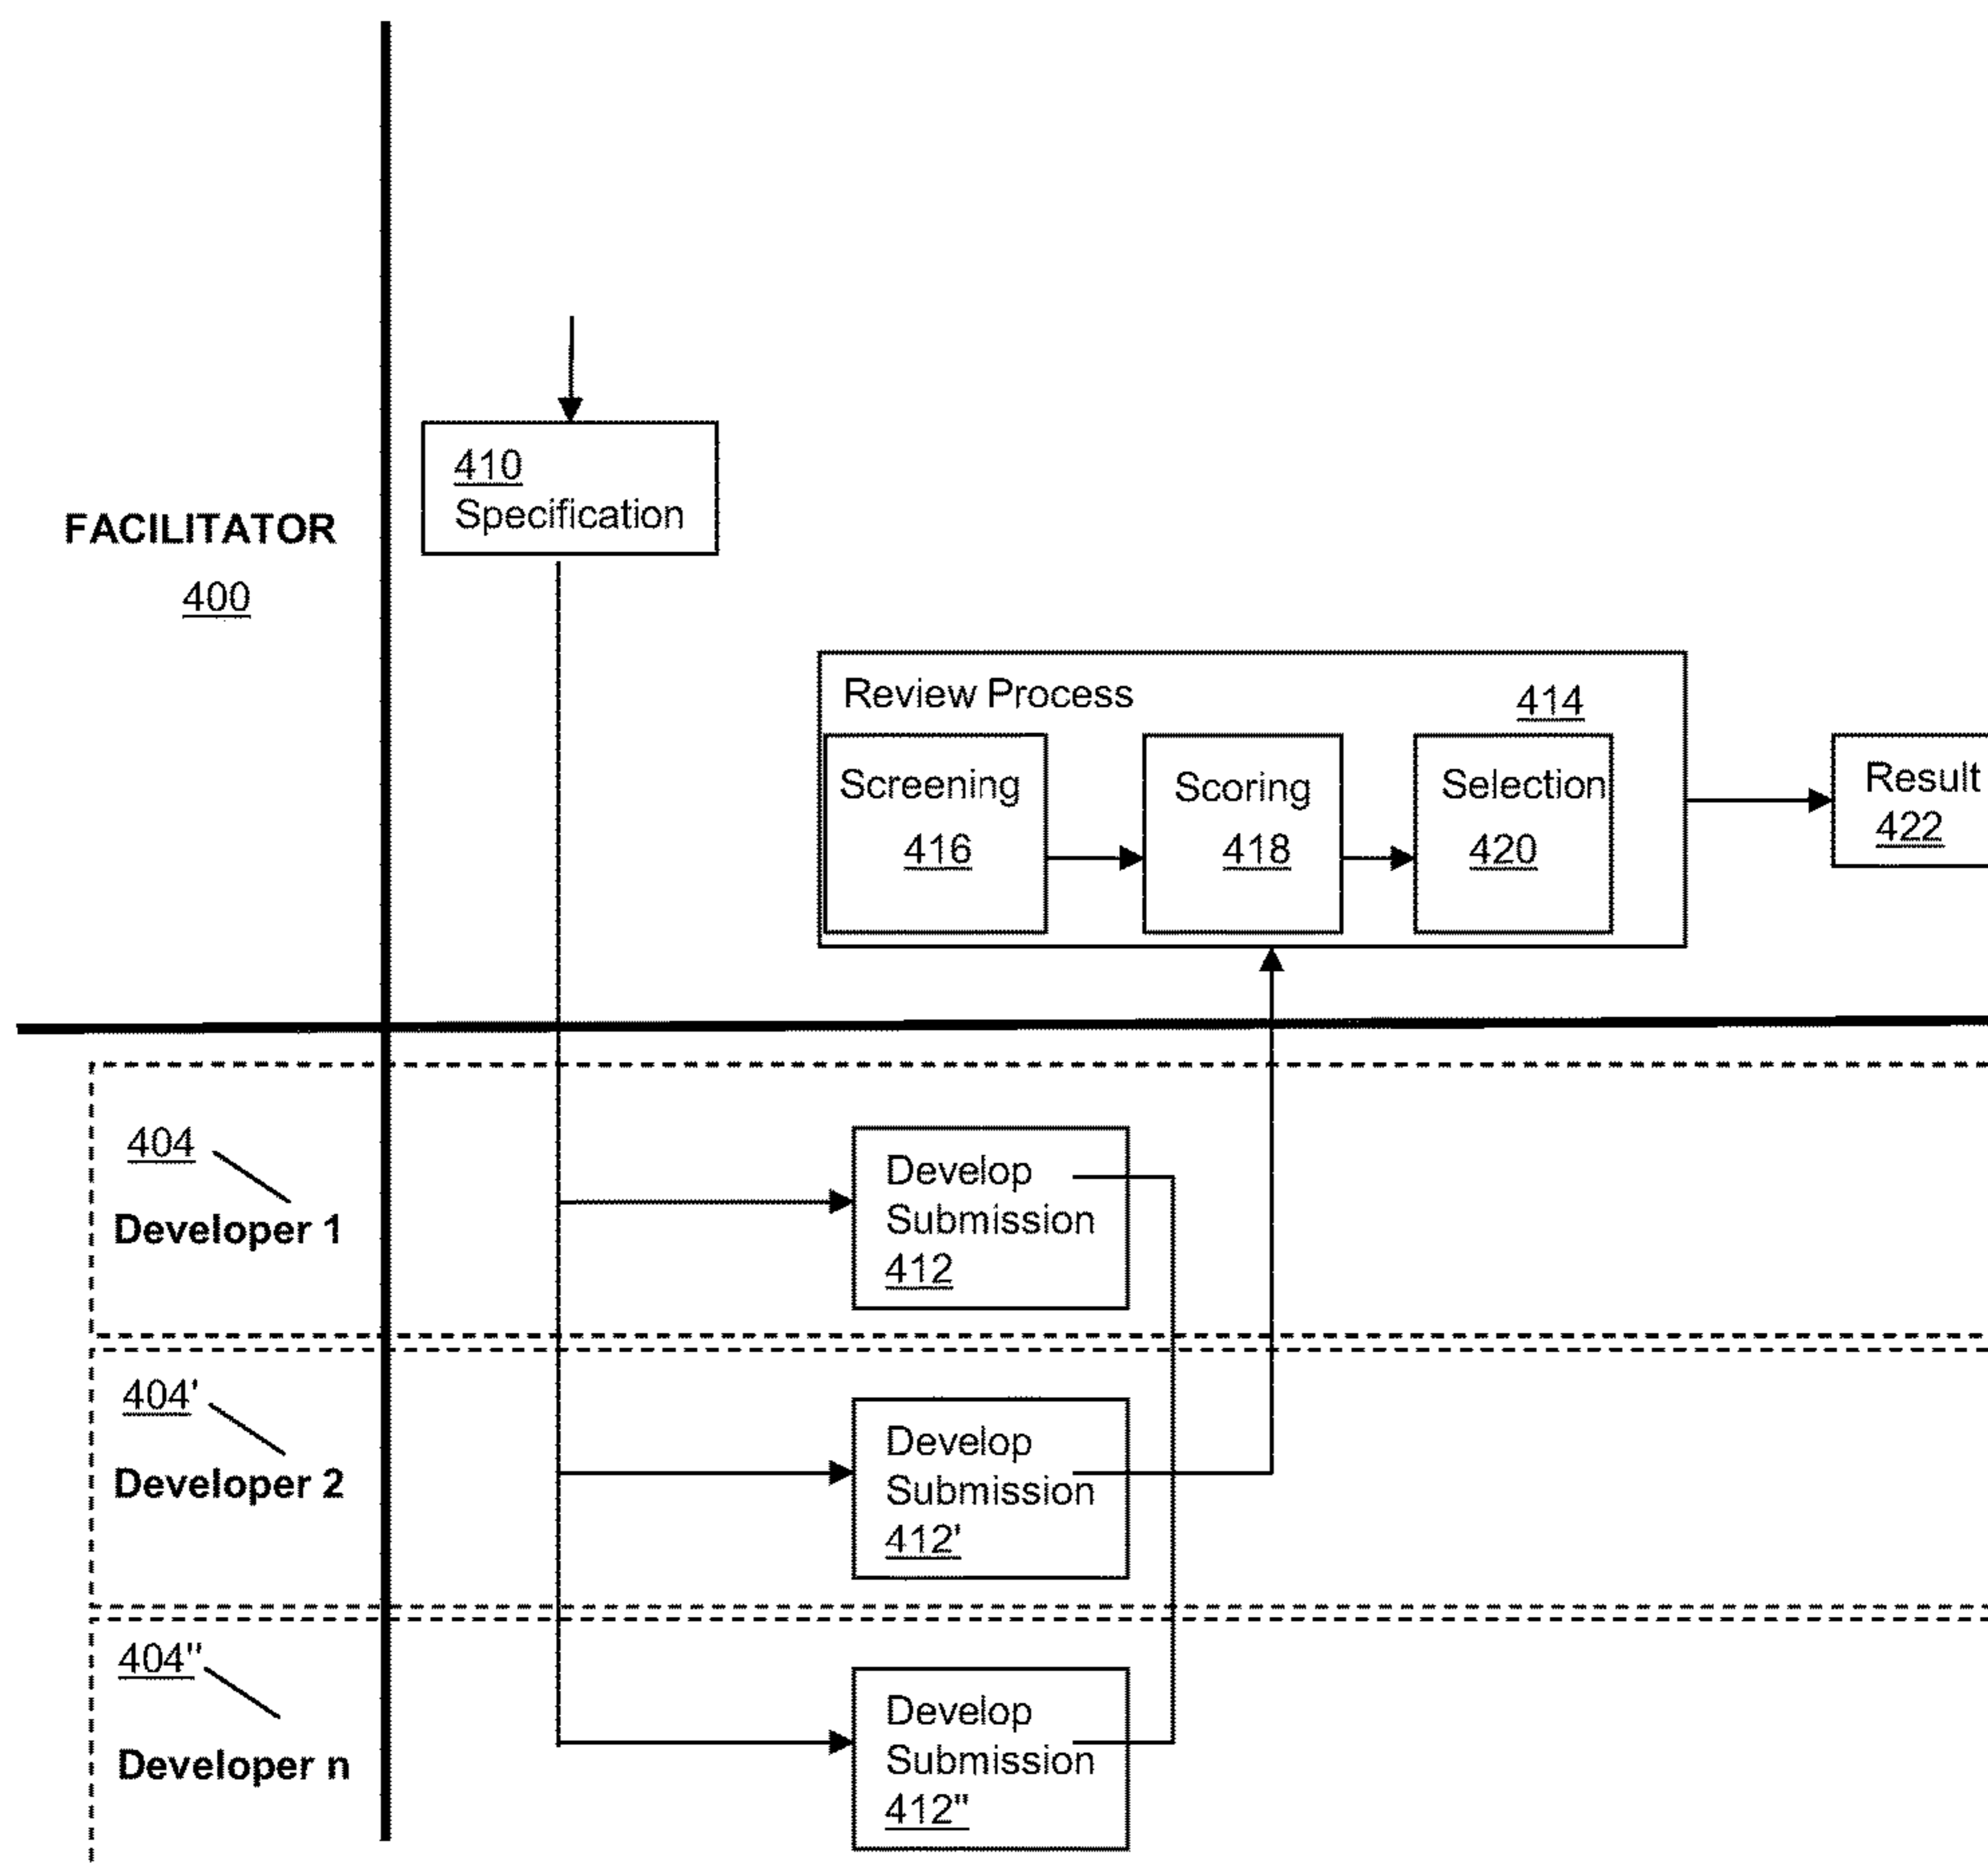 410
Specification
FACILITATOR
400
Review Process
414
Screening
416
Scoring
418
Selection
420
Result
422
404
Developer 1
Develop
Submission
412
404'
Developer 2
Develop
Submission
412'
404"
Developer n
Develop
Submission
412"